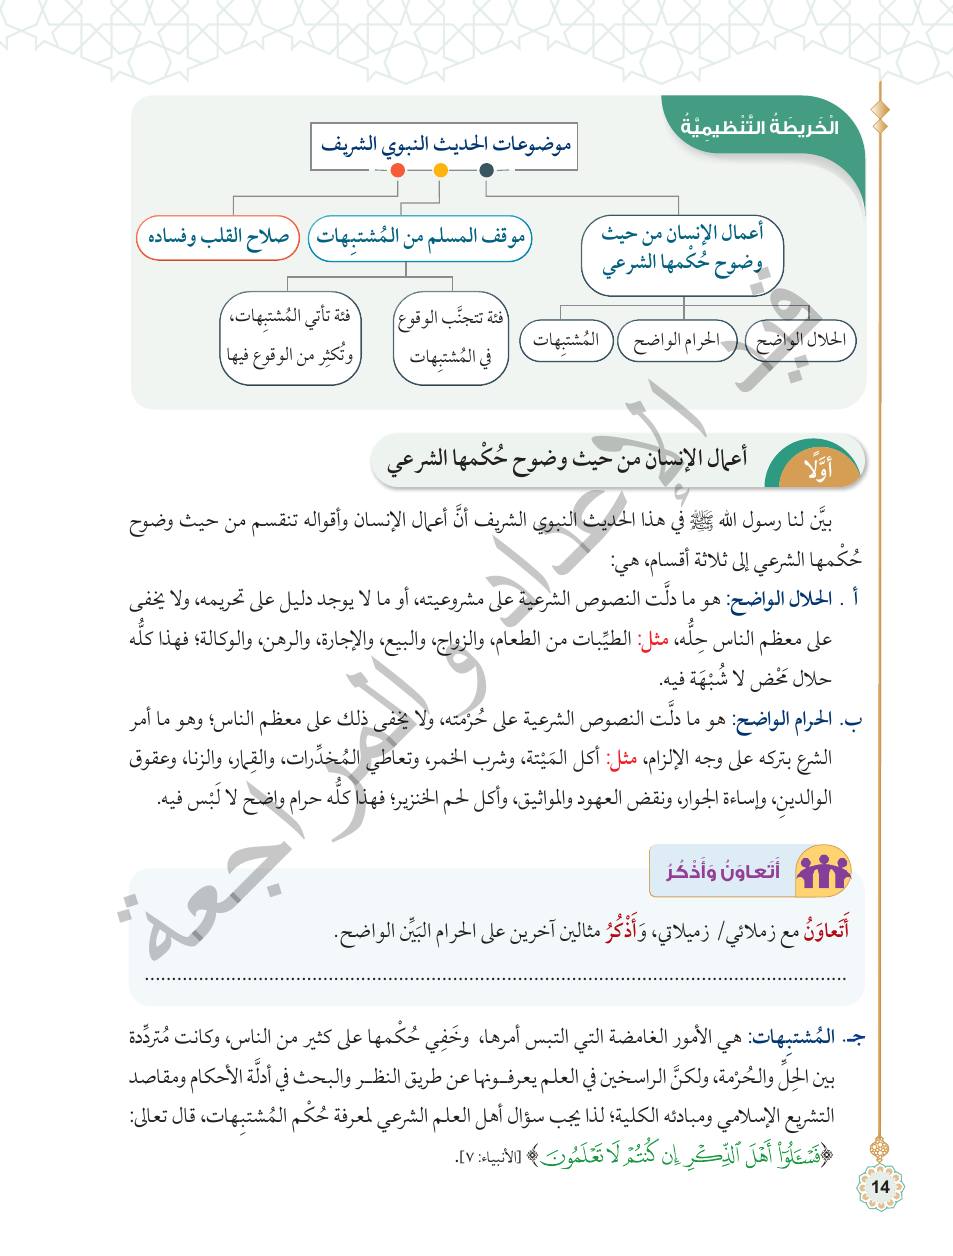 الْخَريطَةُ التَّنْظيمِيَّةُ
موضوعات الحديث النبوي الشريف
أعمال الإنسان من حيث
وضوح حُكْمها الشرعي
موقف المسلم من المُشتبِهات
صلاح القلب وفساده
الحلال الواضح
الحرام الواضح
المُشتبِهات
فئة تتجنَّب الوقوع
في المُشتبِهات
فئة تأتي المُشتبِهات،
وتُكثِر من الوقوع فيها
أوَّلًا
أعمال الإنسان من حيث وضوح حُكْمها الشرعي
بيَّن لنا رسول الله ﷺ في هذا الحديث النبوي الشريف أنَّ أعمال الإنسان وأقواله تنقسم من حيث وضوح
حُكْمها الشرعي إلى ثلاثة أقسام، هي:
أ . الحلال الواضح: هو ما دلَّت النصوص الشرعية على مشروعيته، أو ما لا يوجد دليل على تحريمه، ولا يخفى
على معظم الناس حِلُّه، مثل: الطيِّبات من الطعام، والزواج، والبيع، والإجارة، والرهن، والوكالة؛ فهذا كلُّه
حلال مَحْض لا شُبْهَة فيه.
ب. الحرام الواضح: هو ما دلَّت النصوص الشرعية على حُرْمته، ولا يخفى ذلك على معظم الناس؛ وهو ما أمر
الشرع بتركه على وجه الإلزام، مثل: أكل المَيْتة، وشرب الخمر، وتعاطي المُخدِّرات، والقِمار، والزنا، وعقوق
الوالدينِ، وإساءة الجوار، ونقض العهود والمواثيق، وأكل لحم الخنزير؛ فهذا كلُّه حرام واضح لا لَبْس فيه.
أَتَعاوَنُ وَأَذْكُرُ
أَتَعاوَنُ مع زملائي/ زميلاتي، وَأَذْكُرُ مثالين آخرين على الحرام البَيِّن الواضح.
جـ. المُشتبِهات: هي الأمور الغامضة التي التبس أمرها، وخَفِي حُكْمها على كثير من الناس، وكانت مُتردِّدة
بين الحِلِّ والحُرْمة، ولكنَّ الراسخين في العلم يعرفـونها عن طريق النظـر والبحث في أدلَّة الأحكام ومقاصد
التشريع الإسلامي ومبادئه الكلية؛ لذا يجب سؤال أهل العلم الشرعي لمعرفة حُكْم المُشتبِهات، قال تعالى:
﴿فَسْـَٔلُوٓا۟ أَهْلَ ٱلذِّكْرِ إِن كُنتُمْ لَا تَعْلَمُونَ﴾ [الأنبياء: ٧].
14
قيد الإعداد والمراجعة